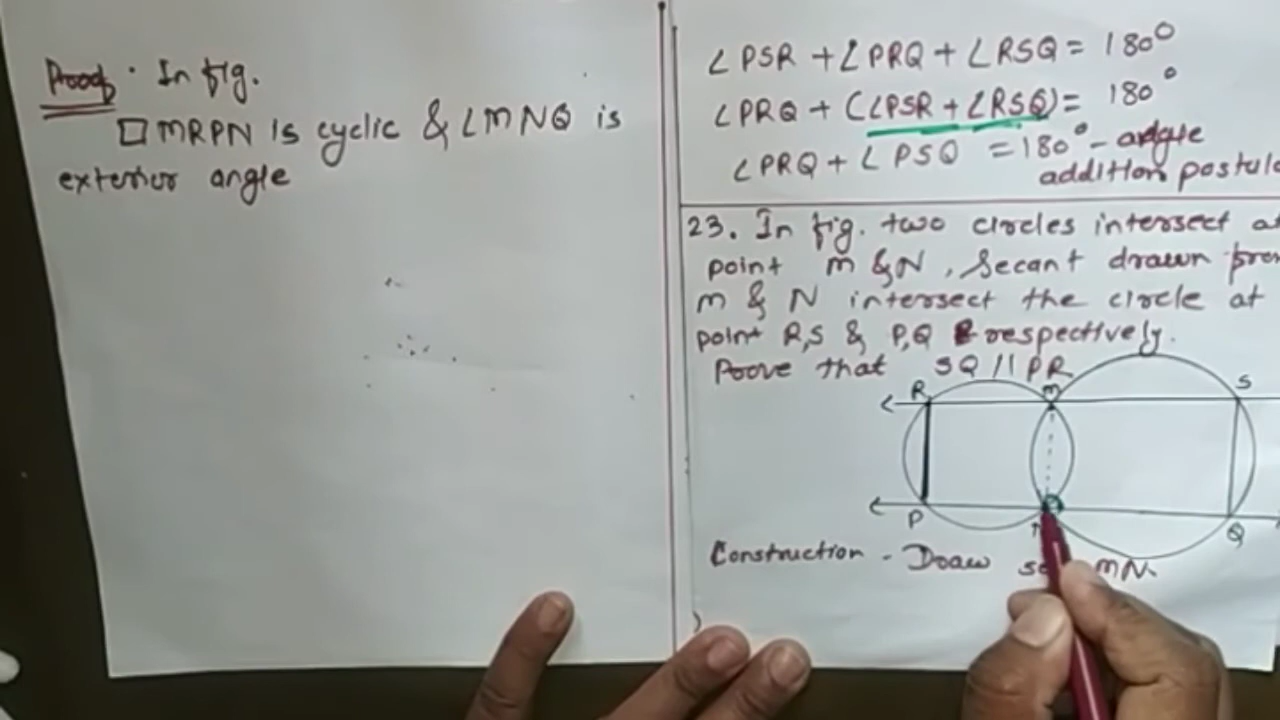 Proof. In fig.
□ MRPN is cyclic & ∠MNQ is
exterior angle
∠PSR + ∠PRQ + ∠RSQ = 180°
∠PRQ + (∠PSR + ∠RSQ) = 180°
∠PRQ + ∠PSQ = 180° - angle
addition postul
23. In fig. two circles intersect at
point M & N, Secant drawn
M & N intersect the circle at
point R,S & P,Q respectively.
Prove that SQ // PR
R M S
P Q
Construction - Draw MN.